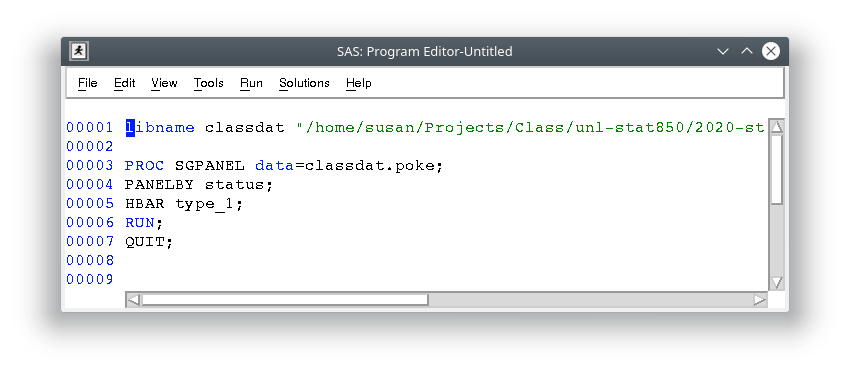 SAS: Program Editor-Untitled
File Edit View Tools Run Solutions Help
00001 libname classdat "/home/susan/Projects/Class/unl-stat850/2020-st
00002
00003 PROC SGPANEL data=classdat.poke;
00004 PANELBY status;
00005 HBAR type_1;
00006 RUN;
00007 QUIT;
00008
00009